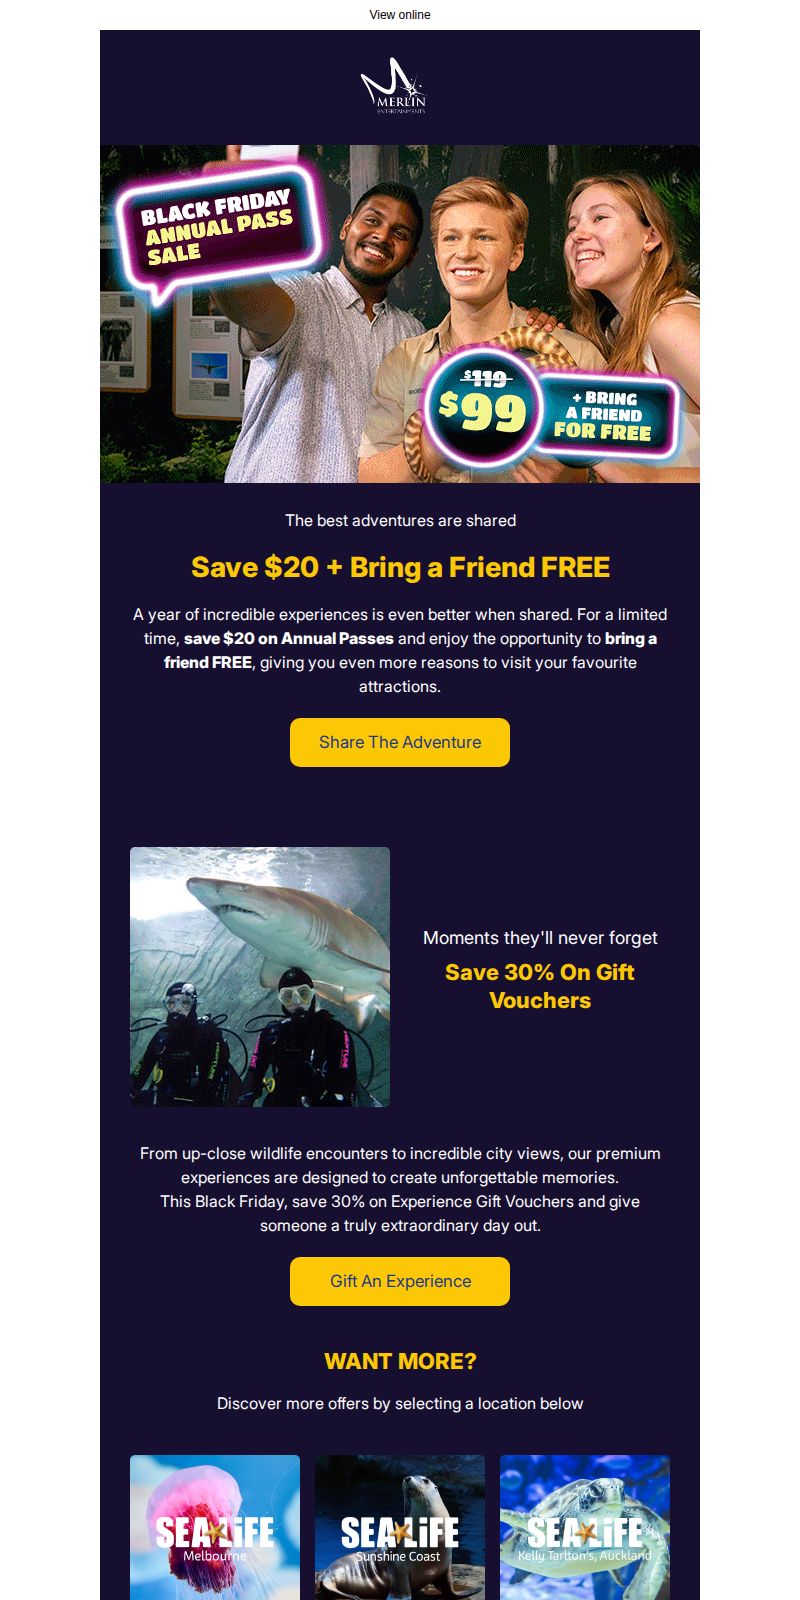 View online
MERLIN
ENTERTAINMENTS
BLACK FRIDAY
ANNUAL PASS
SALE
$119
$99
+ BRING
A FRIEND
FOR FREE
The best adventures are shared
Save $20 + Bring a Friend FREE
A year of incredible experiences is even better when shared. For a limited
time, save $20 on Annual Passes and enjoy the opportunity to bring a
friend FREE, giving you even more reasons to visit your favourite
attractions.
Share The Adventure
Moments they'll never forget
Save 30% On Gift
Vouchers
From up-close wildlife encounters to incredible city views, our premium
experiences are designed to create unforgettable memories.
This Black Friday, save 30% on Experience Gift Vouchers and give
someone a truly extraordinary day out.
Gift An Experience
WANT MORE?
Discover more offers by selecting a location below
SEA LiFE
Melbourne
SEA LiFE
Sunshine Coast
SEA LiFE
Kelly Tarlton's, Auckland